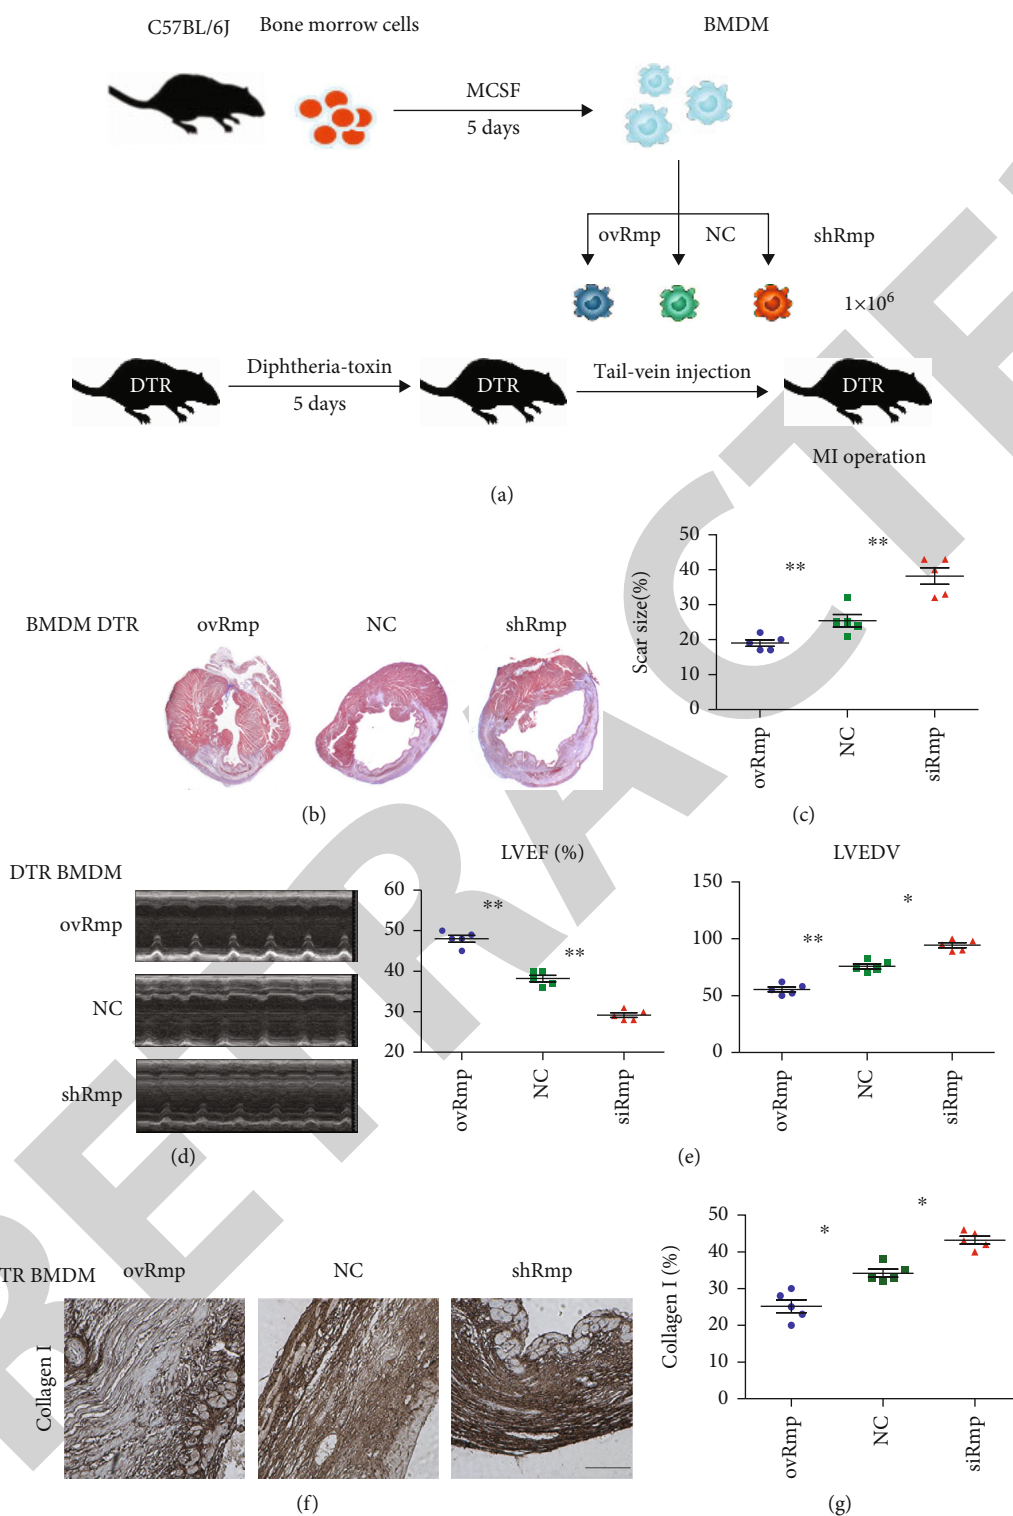 C57BL/6J Bone morrow cells BMDM
MCSF
5 days
ovRmp NC shRmp
1×10⁶
DTR Diphtheria-toxin DTR Tail-vein injection DTR
5 days
MI operation
(a)
BMDM DTR ovRmp NC shRmp
(b)
Scar size(%)
50
40
30
20
10
0
** **
ovRmp NC siRmp
(c)
DTR BMDM
ovRmp
NC
shRmp
(d)
LVEF (%)
60
50
40
30
20
** **
ovRmp NC siRmp
LVEDV
150
100
50
0
** *
ovRmp NC siRmp
(e)
TR BMDM ovRmp NC shRmp
Collagen I
(f)
Collagen I (%)
50
40
30
20
10
0
* *
ovRmp NC siRmp
(g)
RETRACTE